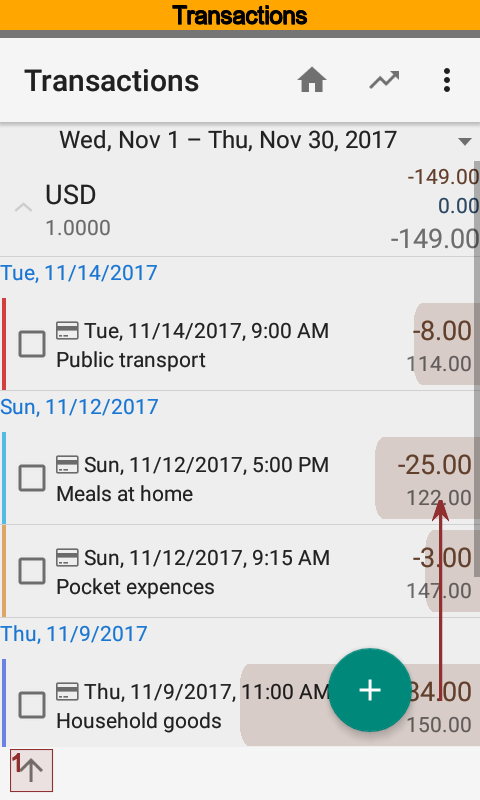 Transactions
Transactions
Wed, Nov 1 – Thu, Nov 30, 2017
USD
-149.00
1.0000
0.00
-149.00
Tue, 11/14/2017
Tue, 11/14/2017, 9:00 AM
-8.00
Public transport
114.00
Sun, 11/12/2017
Sun, 11/12/2017, 5:00 PM
-25.00
Meals at home
122.00
Sun, 11/12/2017, 9:15 AM
-3.00
Pocket expences
147.00
Thu, 11/9/2017
Thu, 11/9/2017, 11:00 AM
34.00
Household goods
150.00
1